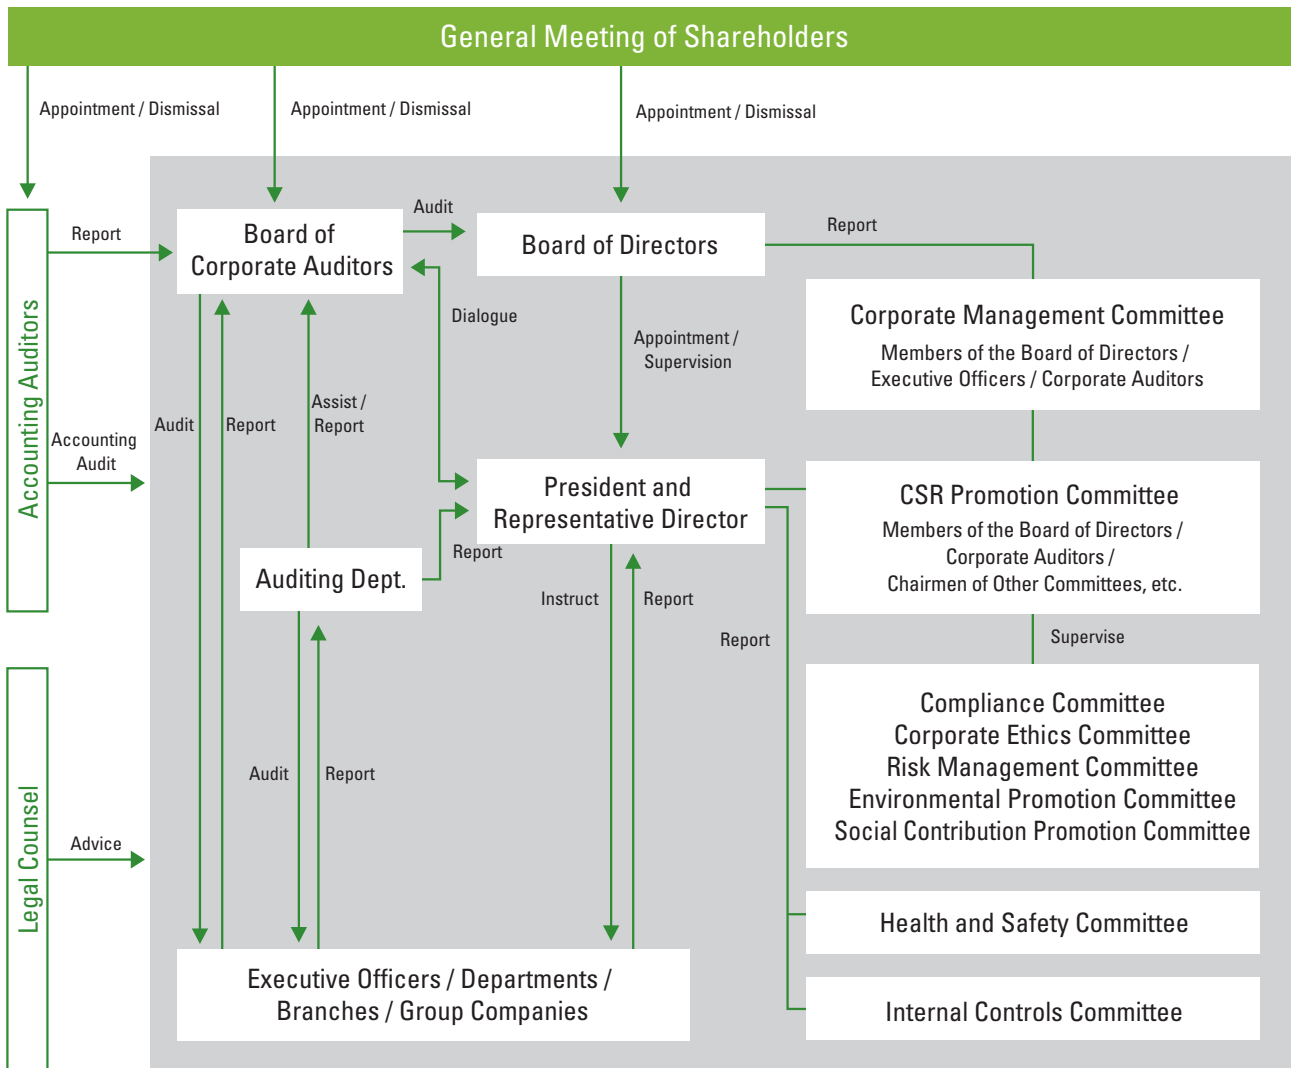 General Meeting of Shareholders
Appointment / Dismissal
Appointment / Dismissal
Appointment / Dismissal
Accounting Auditors
Report
Board of
Corporate Auditors
Audit
Board of Directors
Report
Dialogue
Appointment /
Supervision
Corporate Management Committee
Members of the Board of Directors /
Executive Officers / Corporate Auditors
Audit
Report
Assist /
Report
Accounting
Audit
President and
Representative Director
CSR Promotion Committee
Members of the Board of Directors /
Corporate Auditors /
Chairmen of Other Committees, etc.
Auditing Dept.
Report
Instruct
Report
Report
Supervise
Legal Counsel
Advice
Audit
Report
Compliance Committee
Corporate Ethics Committee
Risk Management Committee
Environmental Promotion Committee
Social Contribution Promotion Committee
Health and Safety Committee
Executive Officers / Departments /
Branches / Group Companies
Internal Controls Committee